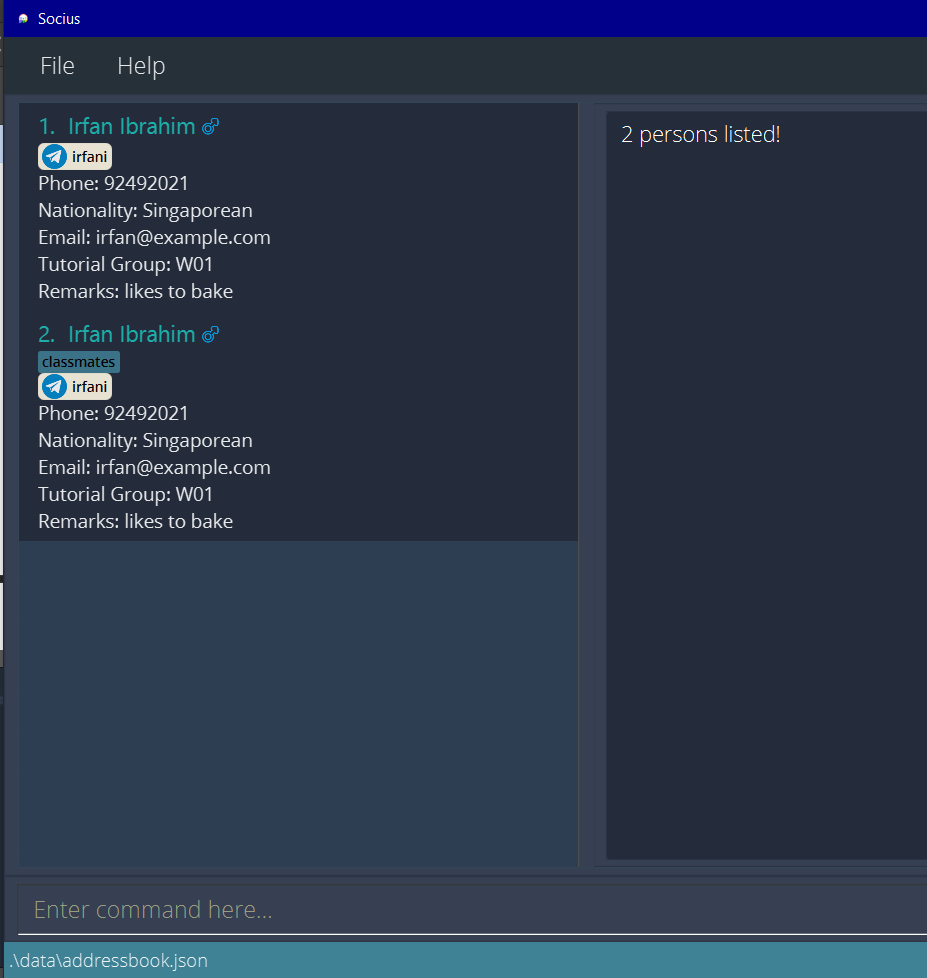 Socius
File Help
1. Irfan Ibrahim
irfani
Phone: 92492021
Nationality: Singaporean
Email: irfan@example.com
Tutorial Group: W01
Remarks: likes to bake
2. Irfan Ibrahim
classmates
irfani
Phone: 92492021
Nationality: Singaporean
Email: irfan@example.com
Tutorial Group: W01
Remarks: likes to bake
2 persons listed!
Enter command here...
.\data\addressbook.json